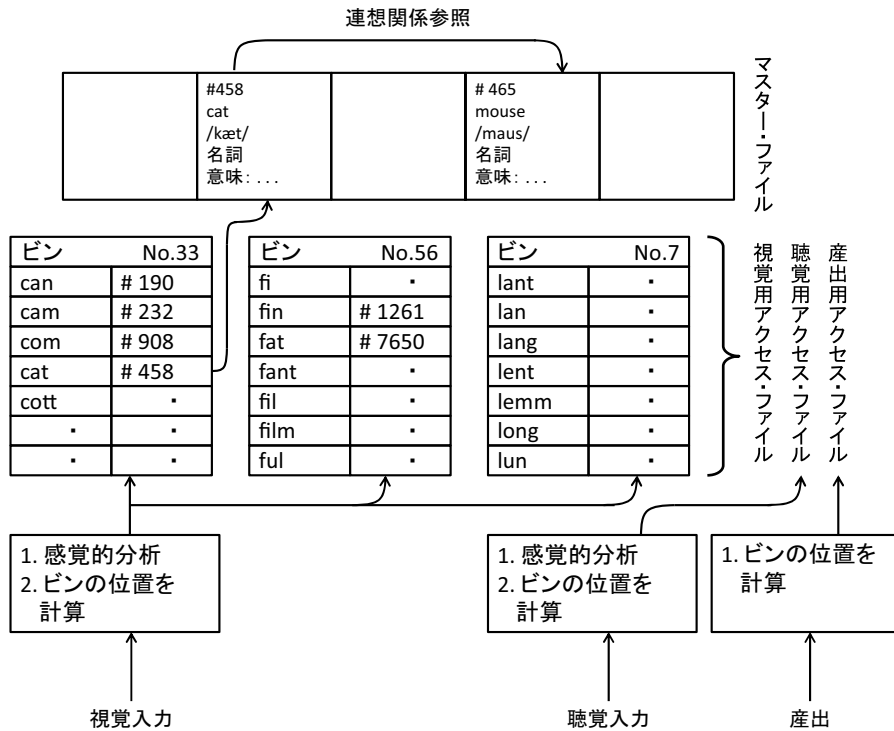 連想関係参照
#458
cat
/kæt/
名詞
意味: ...
# 465
mouse
/maus/
名詞
意味: ...
マスター・ファイル
ビン No.33
can # 190
cam # 232
com # 908
cat # 458
cott ・
・ ・
・ ・
ビン No.56
fi ・
fin # 1261
fat # 7650
fant ・
fil ・
film ・
ful ・
ビン No.7
lant ・
lan ・
lang ・
lent ・
lemm ・
long ・
lun ・
視覚用アクセス・ファイル
聴覚用アクセス・ファイル
産出用アクセス・ファイル
1. 感覚的分析
2. ビンの位置を
計算
1. 感覚的分析
2. ビンの位置を
計算
1. ビンの位置を
計算
視覚入力
聴覚入力
産出